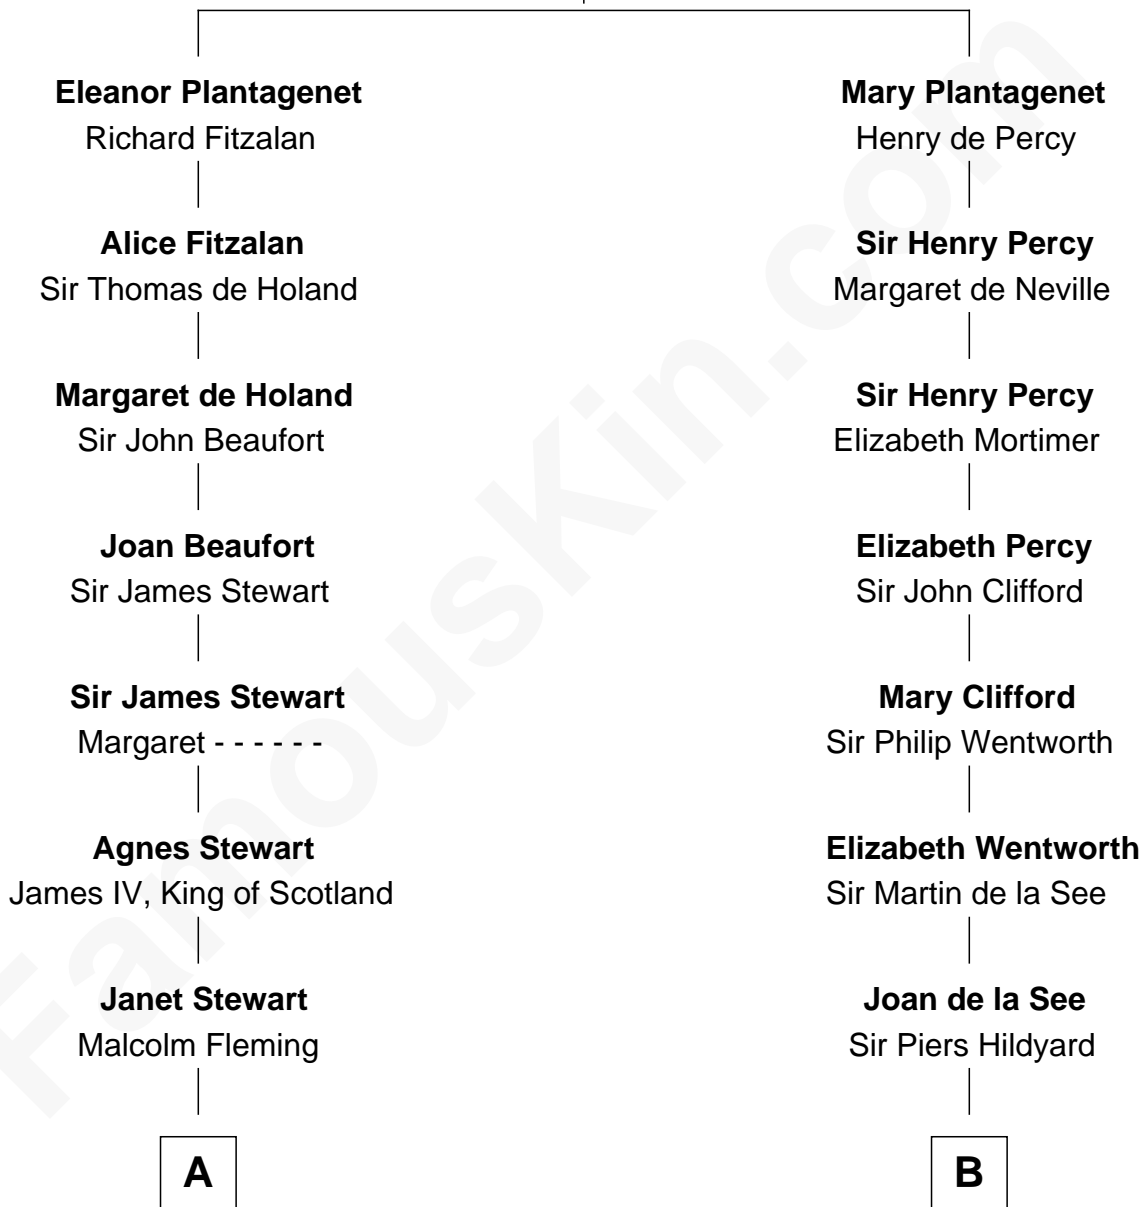 Eleanor Plantagenet
Richard Fitzalan
Alice Fitzalan
Sir Thomas de Holand
Margaret de Holand
Sir John Beaufort
Joan Beaufort
Sir James Stewart
Sir James Stewart
Margaret - - - - - -
Agnes Stewart
James IV, King of Scotland
Janet Stewart
Malcolm Fleming
A
Mary Plantagenet
Henry de Percy
Sir Henry Percy
Margaret de Neville
Sir Henry Percy
Elizabeth Mortimer
Elizabeth Percy
Sir John Clifford
Mary Clifford
Sir Philip Wentworth
Elizabeth Wentworth
Sir Martin de la See
Joan de la See
Sir Piers Hildyard
B
FamousKin.com